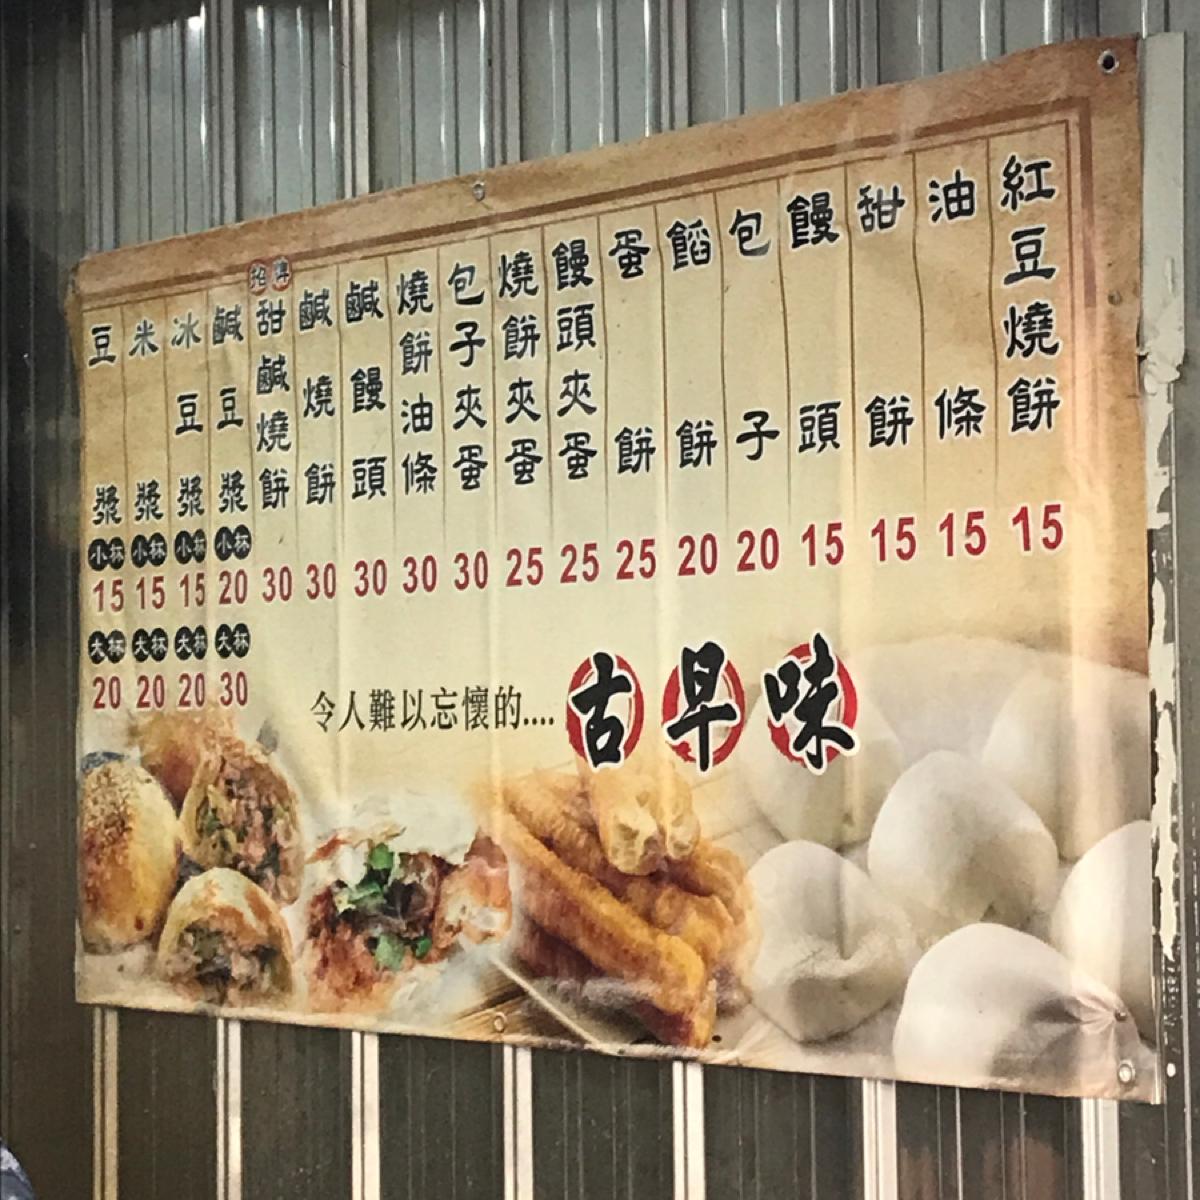 紅豆燒餅 15
油條 15
甜餅 15
饅頭 15
包子 20
餡餅 20
蛋餅 25
饅頭夾蛋 25
燒餅夾蛋 25
包子夾蛋 30
燒餅油條 30
鹹饅頭 30
鹹燒餅 30
招牌 甜鹹燒餅 30
鹹豆漿 小杯 20 大杯 30
冰豆漿 小杯 15 大杯 20
米漿 小杯 15 大杯 20
豆漿 小杯 15 大杯 20
令人難以忘懷的.... 古早味